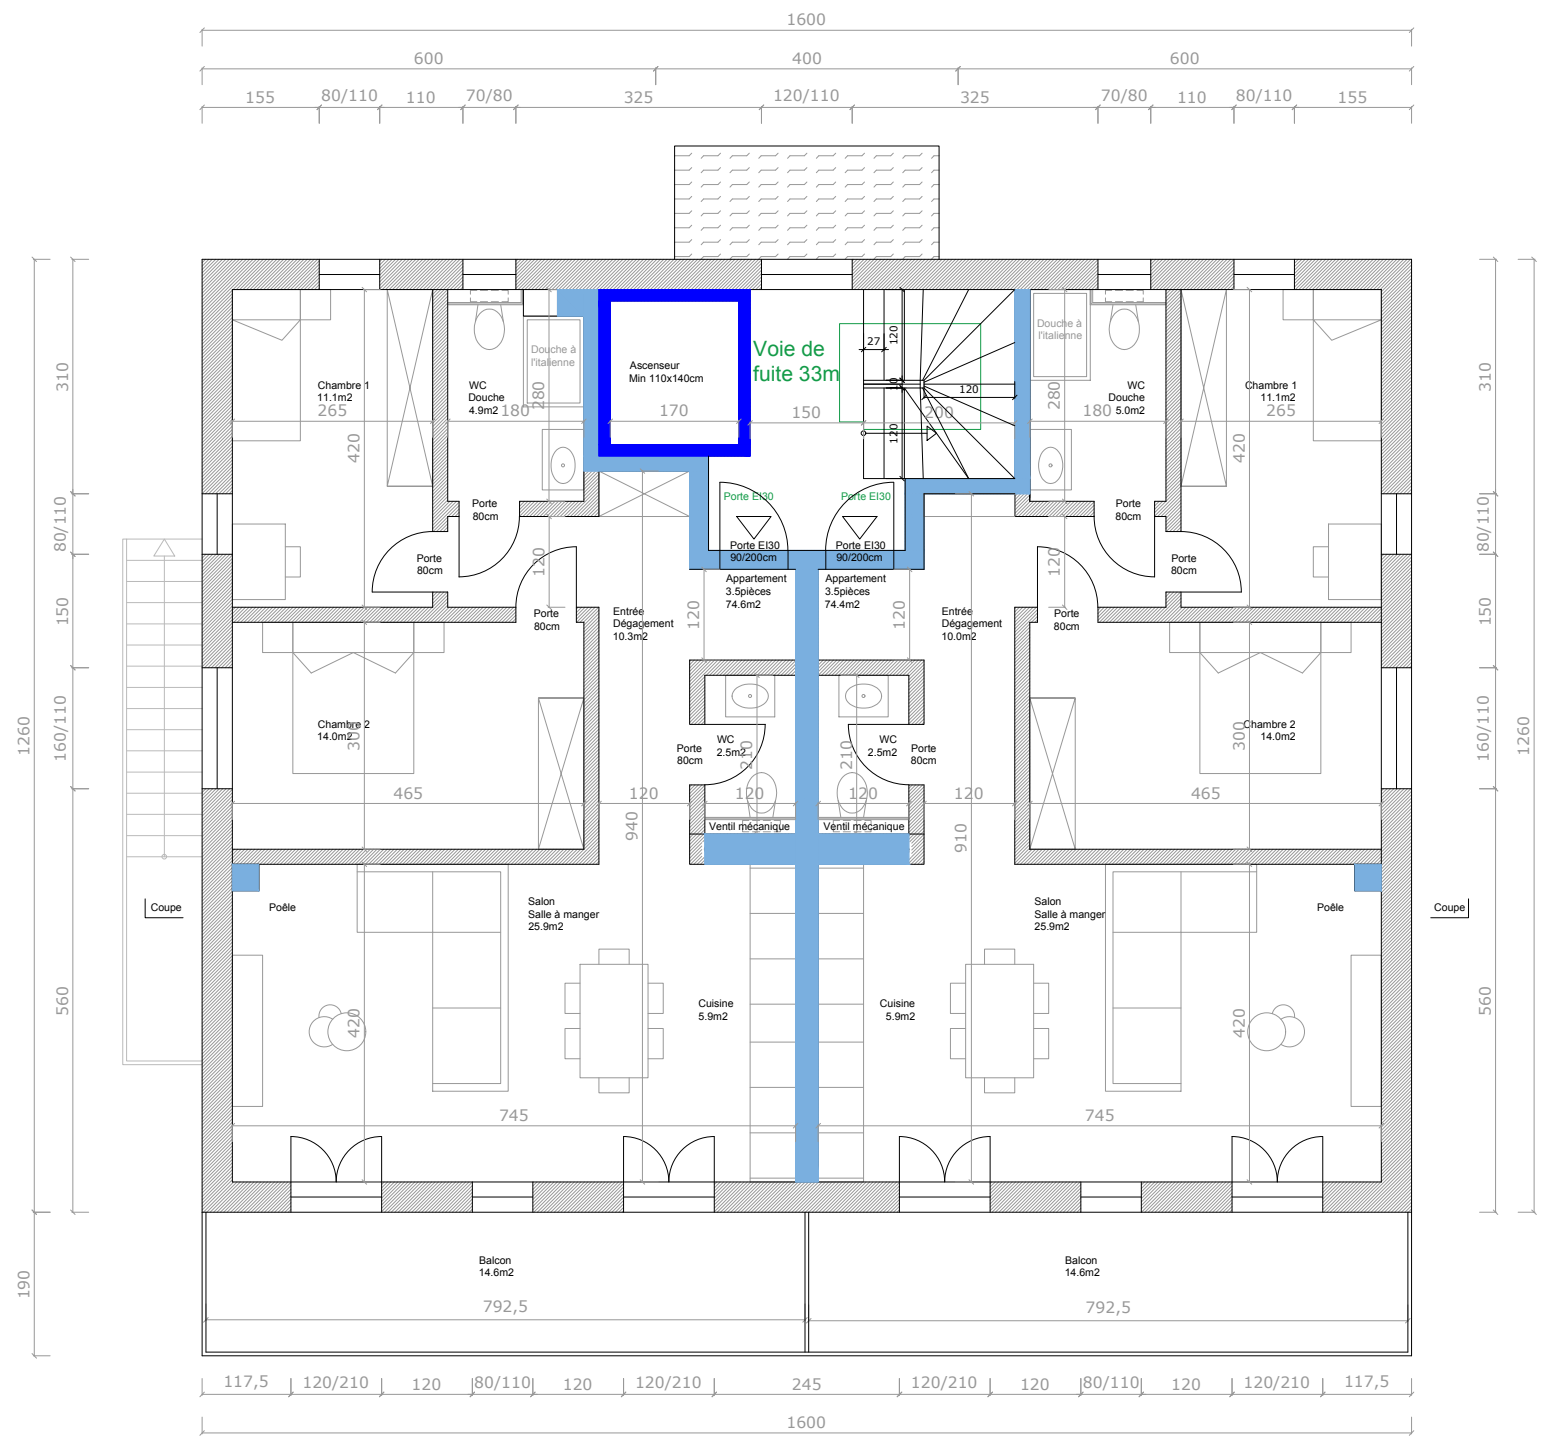 1600
600 400 600
155 80/110 110 70/80 325 120/110 325 70/80 110 80/110 155
Voie de
fuite 33m
Ascenseur
Min 110x140cm
170
150
200
27
120
10
120
120
Douche à
l'italienne
Douche à
l'italienne
Chambre 1
11.1m2
265
420
WC
Douche
4.9m2
180
280
WC
Douche
5.0m2
180
280
Chambre 1
11.1m2
265
420
310
80/110
150
160/110
560
1260
190
310
80/110
150
160/110
560
1260
Porte
80cm
Porte
80cm
Porte
80cm
Porte
80cm
Porte
80cm
Porte
80cm
120
120
Porte EI30
Porte EI30
Porte EI30
90/200cm
Porte EI30
90/200cm
Appartement
3.5pièces
74.6m2
Appartement
3.5pièces
74.4m2
Entrée
Dégagement
10.3m2
120
120
Entrée
Dégagement
10.0m2
Chambre 2
14.0m2
300
465
Porte
80cm
WC
2.5m2
210
WC
2.5m2
210
Porte
80cm
Chambre 2
14.0m2
300
465
120
120
120
120
940
910
Ventil mécanique
Ventil mécanique
Coupe
Poêle
Salon
Salle à manger
25.9m2
Salon
Salle à manger
25.9m2
Poêle
Coupe
Cuisine
5.9m2
Cuisine
5.9m2
420
420
745
745
Balcon
14.6m2
Balcon
14.6m2
792,5
792,5
117,5 120/210 120 80/110 120 120/210 245 120/210 120 80/110 120 120/210 117,5
1600